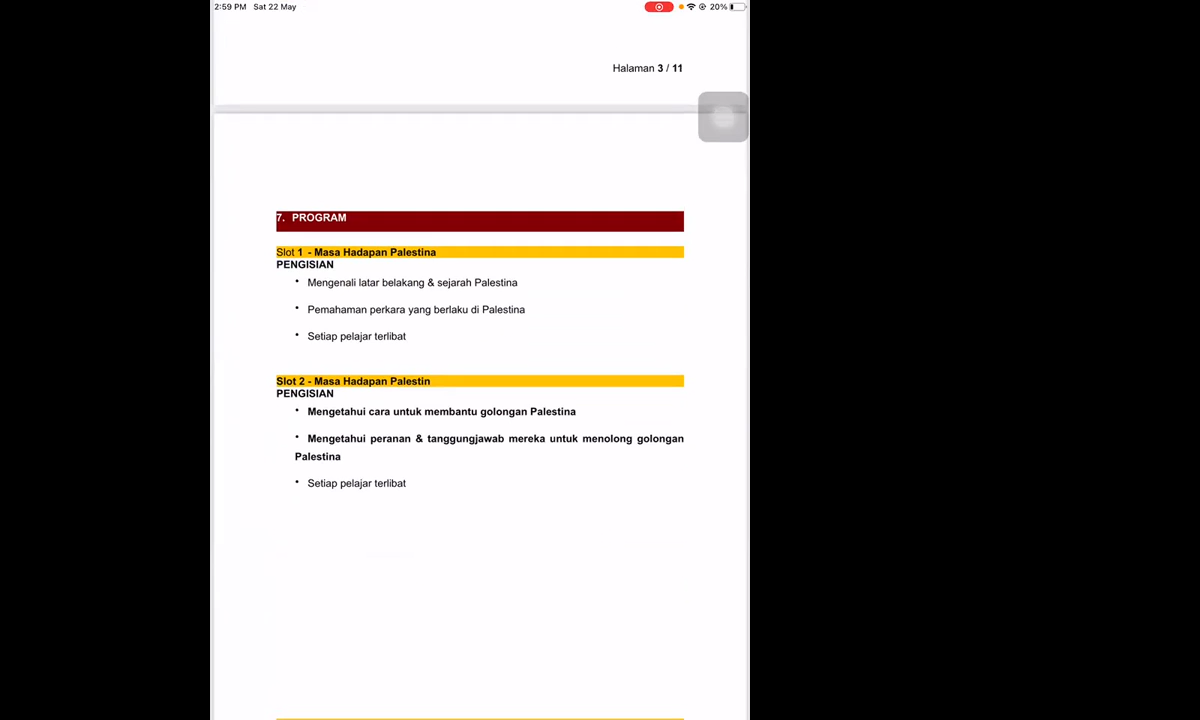 2:59 PM Sat 22 May
20%
Halaman 3 / 11
7. PROGRAM
Slot 1 - Masa Hadapan Palestina
PENGISIAN
• Mengenali latar belakang & sejarah Palestina
• Pemahaman perkara yang berlaku di Palestina
• Setiap pelajar terlibat
Slot 2 - Masa Hadapan Palestin
PENGISIAN
• Mengetahui cara untuk membantu golongan Palestina
• Mengetahui peranan & tanggungjawab mereka untuk menolong golongan
Palestina
• Setiap pelajar terlibat